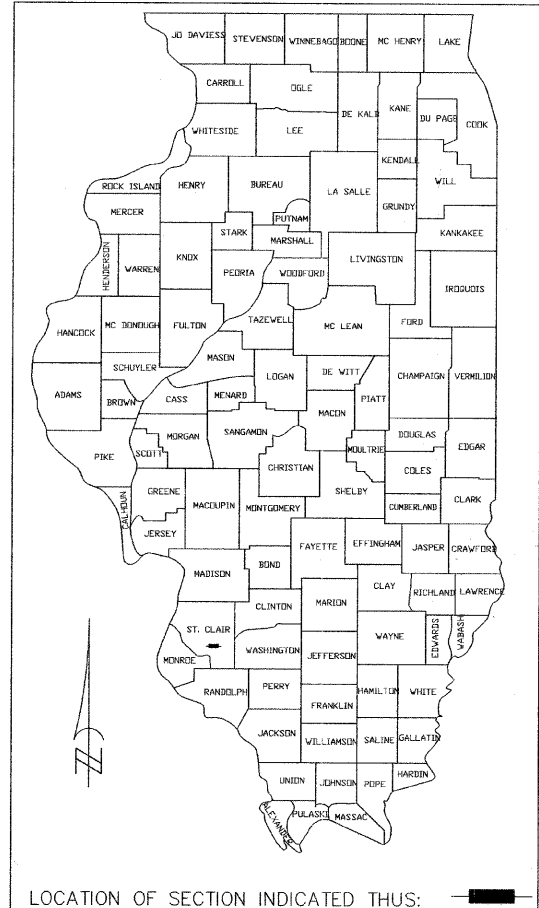 JO DAVIESS STEVENSON WINNEBAGO BOONE MC HENRY LAKE
CARROLL OGLE DE KALB KANE DU PAGE COOK
WHITESIDE LEE KENDALL WILL
ROCK ISLAND HENRY BUREAU LA SALLE GRUNDY
MERCER PUTNAM KANKAKEE
HENDERSON WARREN KNOX STARK MARSHALL LIVINGSTON
PEORIA WOODFORD IROQUOIS
HANCOCK MC DONOUGH FULTON TAZEWELL MC LEAN FORD
SCHUYLER MASON LOGAN DE WITT CHAMPAIGN VERMILION
ADAMS BROWN CASS MENARD MACON PIATT
PIKE SCOTT MORGAN SANGAMON MOULTRIE DOUGLAS EDGAR
CHRISTIAN COLES
CALHOUN GREENE MACOUPIN MONTGOMERY SHELBY CUMBERLAND CLARK
JERSEY FAYETTE EFFINGHAM JASPER CRAWFORD
MADISON BOND CLAY RICHLAND LAWRENCE
CLINTON MARION
ST. CLAIR WAYNE EDWARDS WABASH
MONROE WASHINGTON JEFFERSON
RANDOLPH PERRY HAMILTON WHITE
FRANKLIN
JACKSON WILLIAMSON SALINE GALLATIN
UNION JOHNSON POPE HARDIN
ALEXANDER PULASKI MASSAC
N
LOCATION OF SECTION INDICATED THUS: